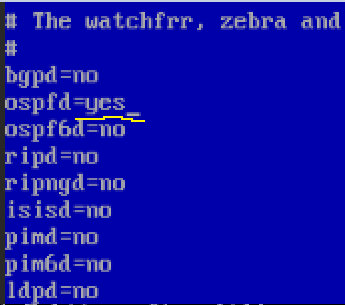 # The watchfrr, zebra and
#
bgpd=no
ospfd=yes_
ospf6d=no
ripd=no
ripngd=no
isisd=no
pimd=no
pim6d=no
ldpd=no